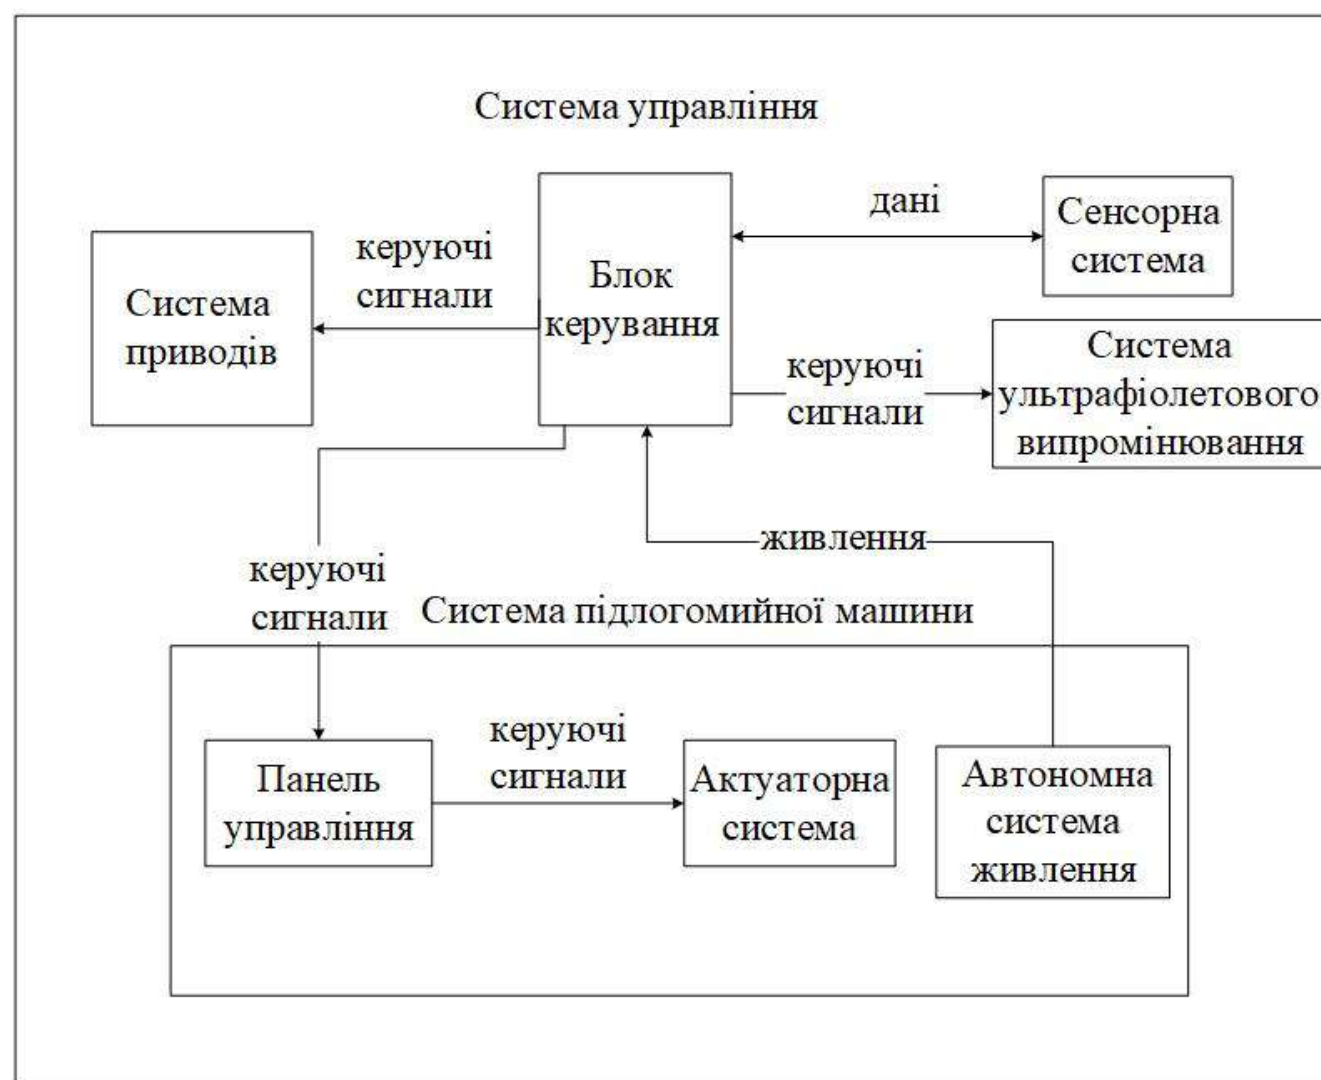 Система управління
дані
Сенсорна
система
керуючі
сигнали
Блок
керування
Система
приводів
керуючі
сигнали
Система
ультрафіолетового
випромінювання
живлення
керуючі
сигнали
Система підлогомийної машини
керуючі
сигнали
Панель
управління
Актуаторна
система
Автономна
система
живлення